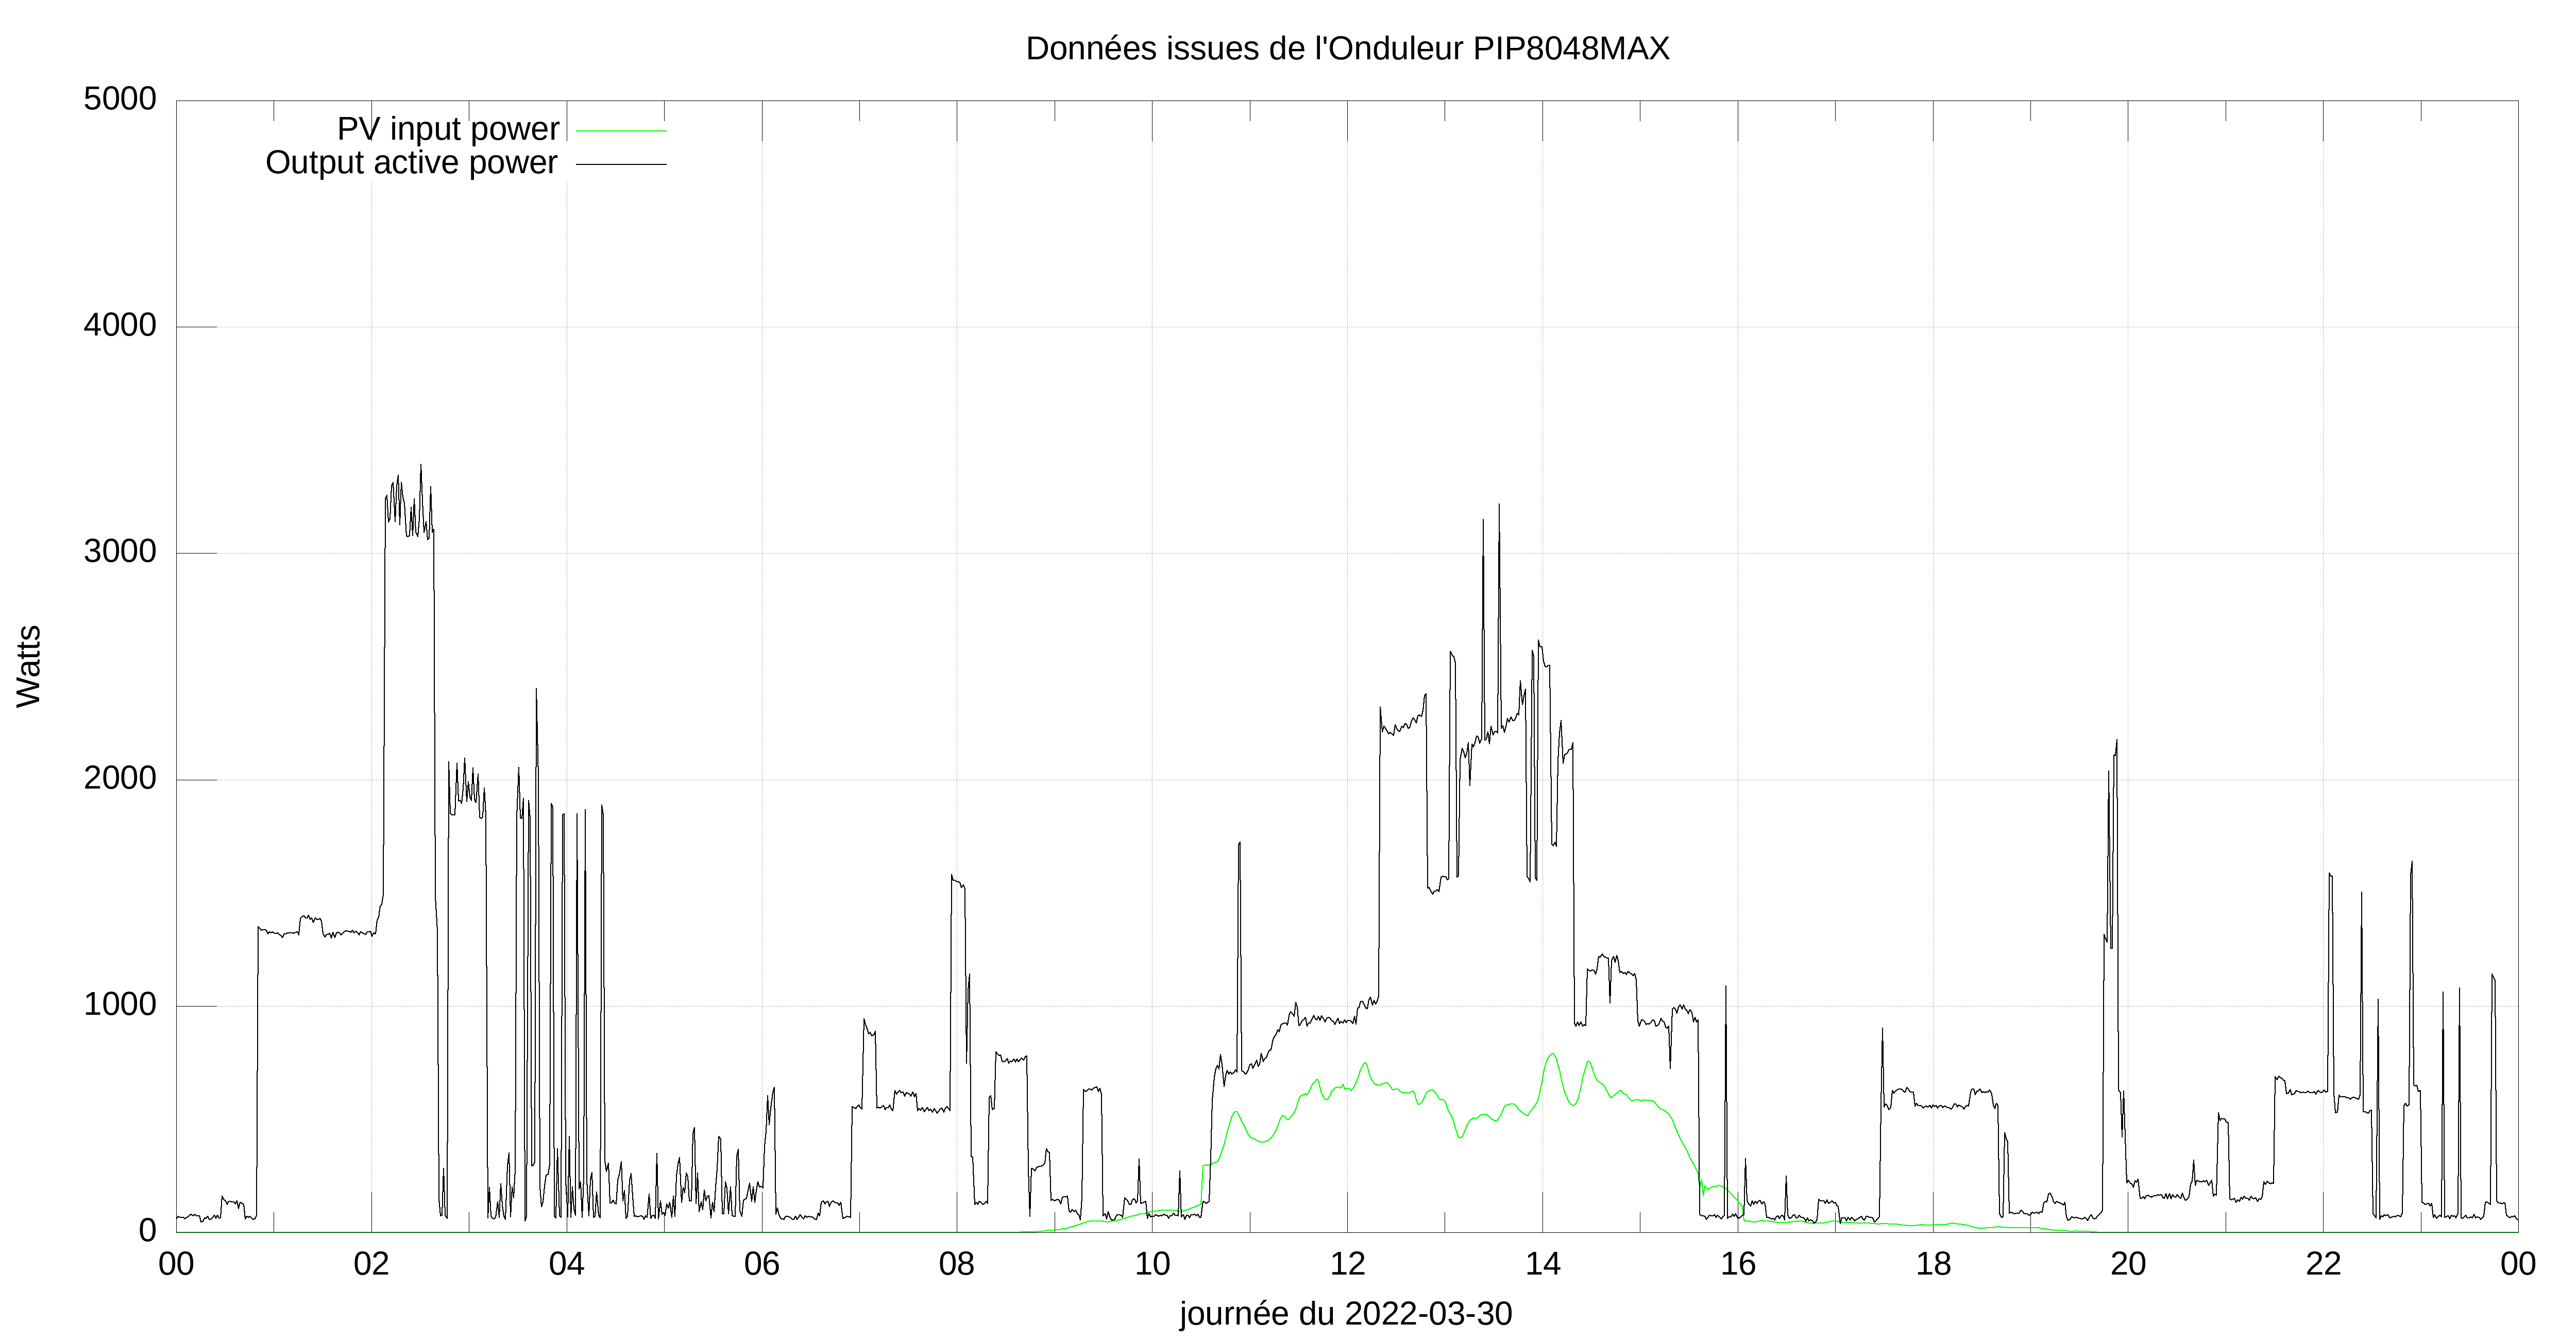 Données issues de l'Onduleur PIP8048MAX
5000
PV input power
Output active power
4000
3000
Watts
2000
1000
0
00 02 04 06 08 10 12 14 16 18 20 22 00
journée du 2022-03-30